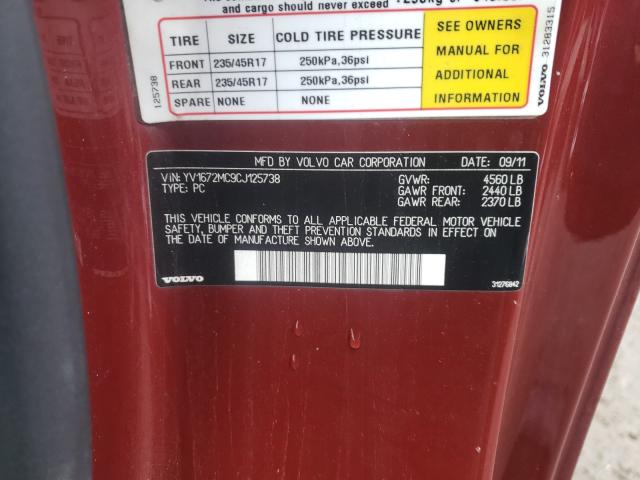 and cargo should never exceed
TIRE SIZE COLD TIRE PRESSURE
FRONT 235/45R17 250kPa,36psi
REAR 235/45R17 250kPa,36psi
SPARE NONE NONE
SEE OWNERS
MANUAL FOR
ADDITIONAL
INFORMATION
125738
VOLVO 31283315
MFD BY VOLVO CAR CORPORATION DATE: 09/11
VIN: YV1672MC9CJ125738 GVWR: 4560 LB
TYPE: PC GAWR FRONT: 2440 LB
GAWR REAR: 2370 LB
THIS VEHICLE CONFORMS TO ALL APPLICABLE FEDERAL MOTOR VEHICLE
SAFETY, BUMPER AND THEFT PREVENTION STANDARDS IN EFFECT ON
THE DATE OF MANUFACTURE SHOWN ABOVE.
VOLVO 31276842